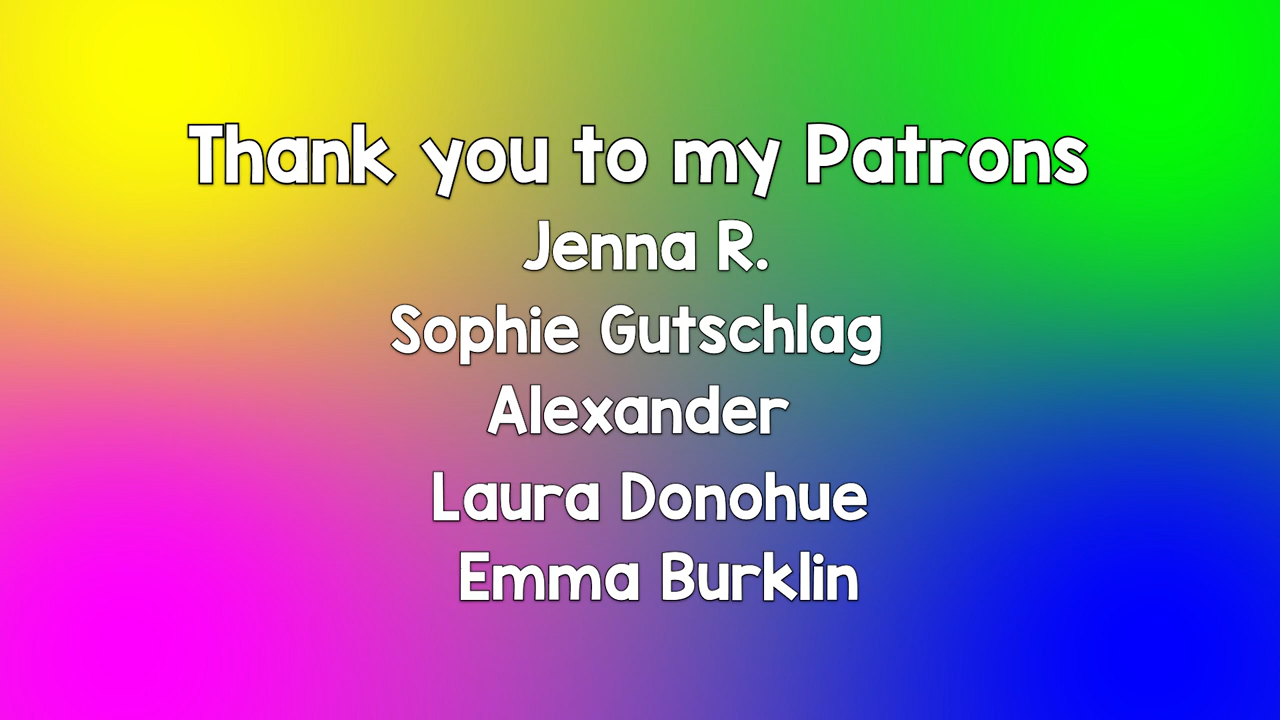 Thank you to my Patrons
Jenna R.
Sophie Gutschlag
Alexander
Laura Donohue
Emma Burklin